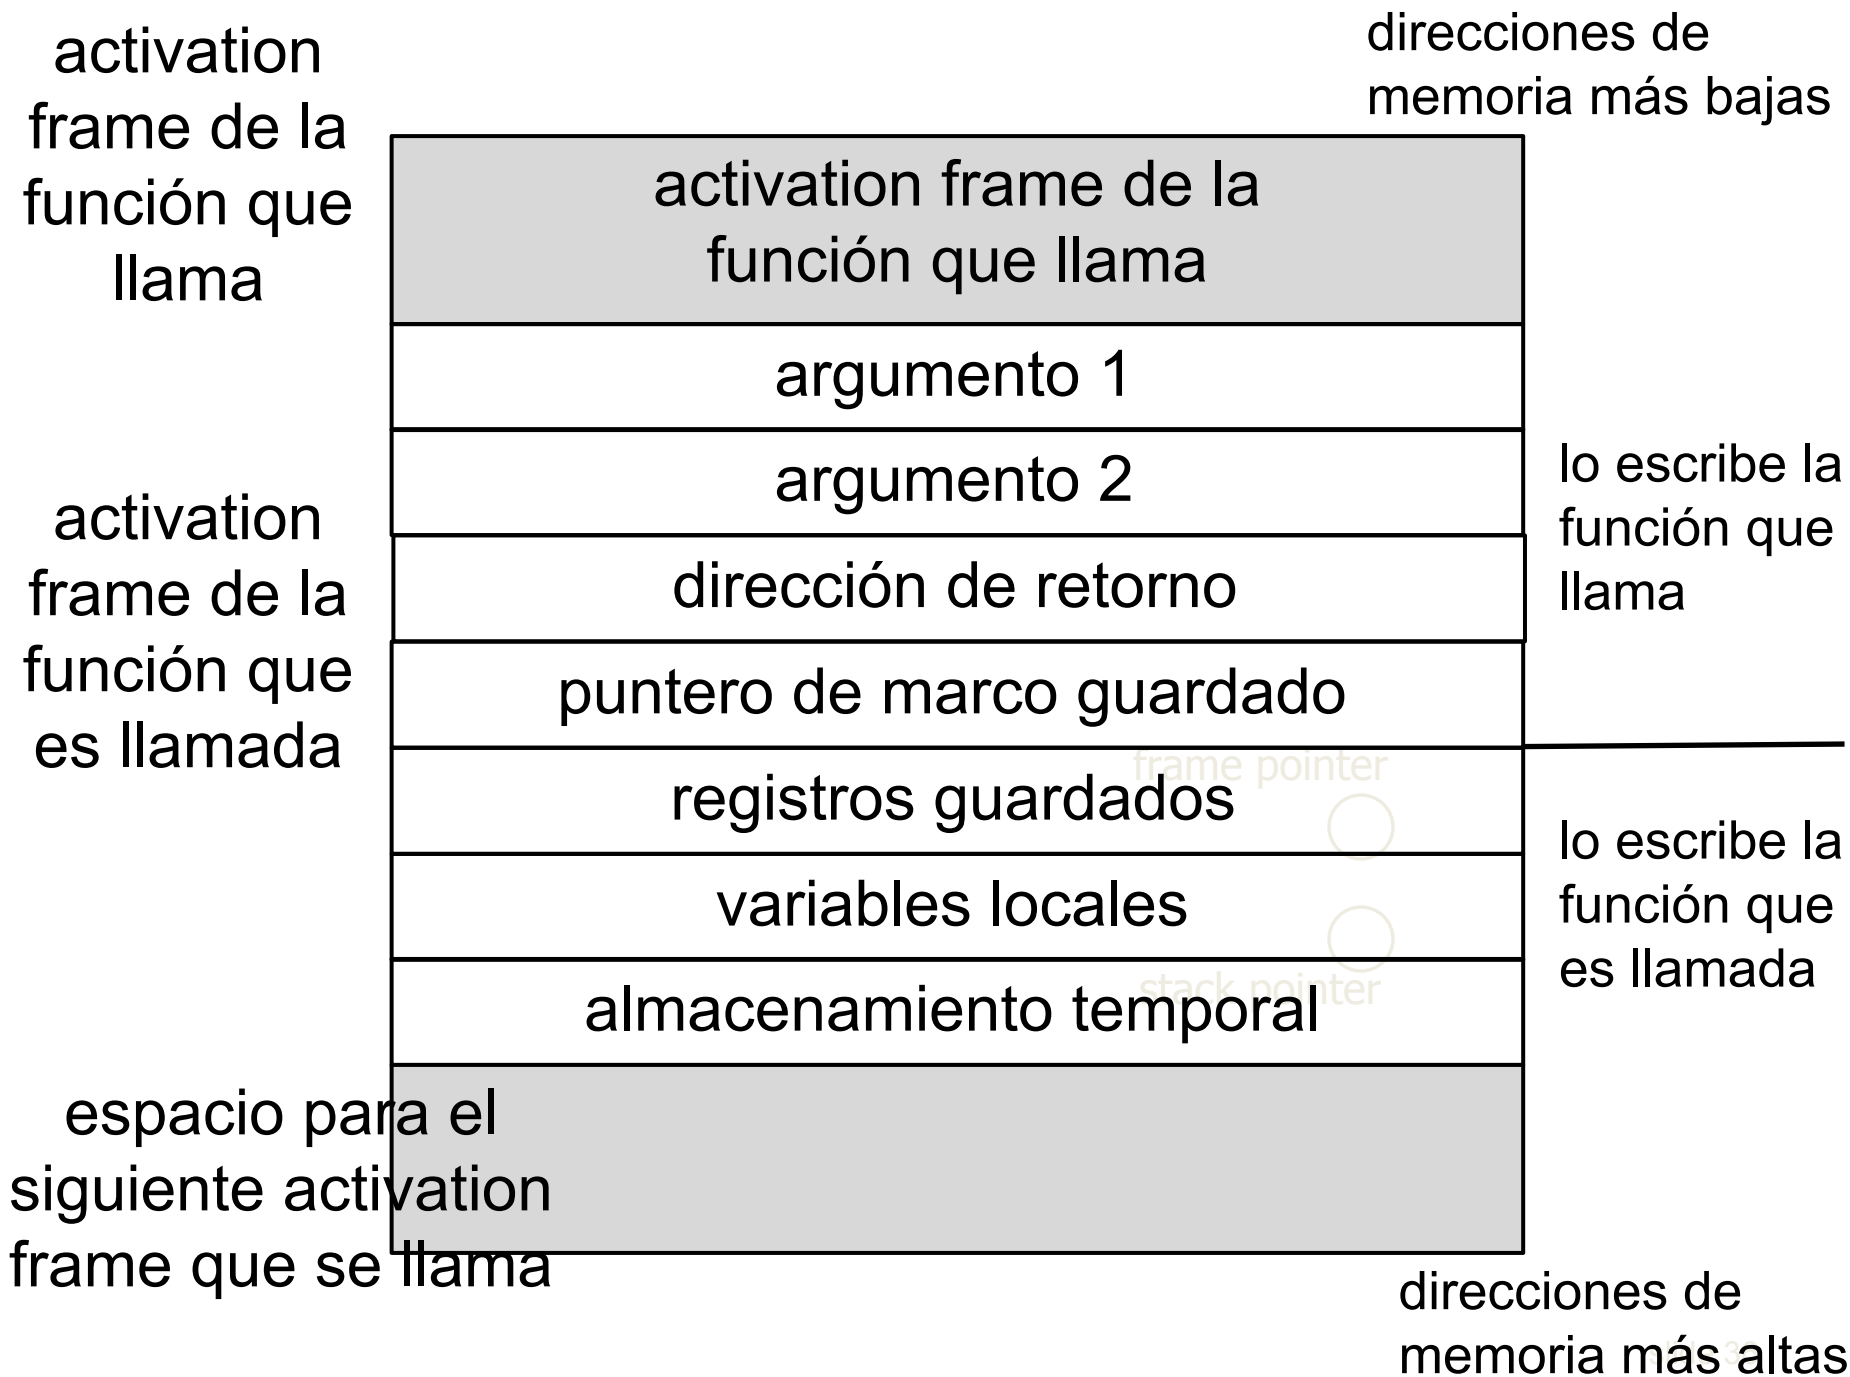 activation
frame de la
función que
llama
direcciones de
memoria más bajas
activation frame de la
función que llama
argumento 1
argumento 2
dirección de retorno
puntero de marco guardado
frame pointer
registros guardados
variables locales
stack pointer
almacenamiento temporal
activation
frame de la
función que
es llamada
lo escribe la
función que
llama
lo escribe la
función que
es llamada
espacio para el
siguiente activation
frame que se llama
direcciones de
memoria más altas